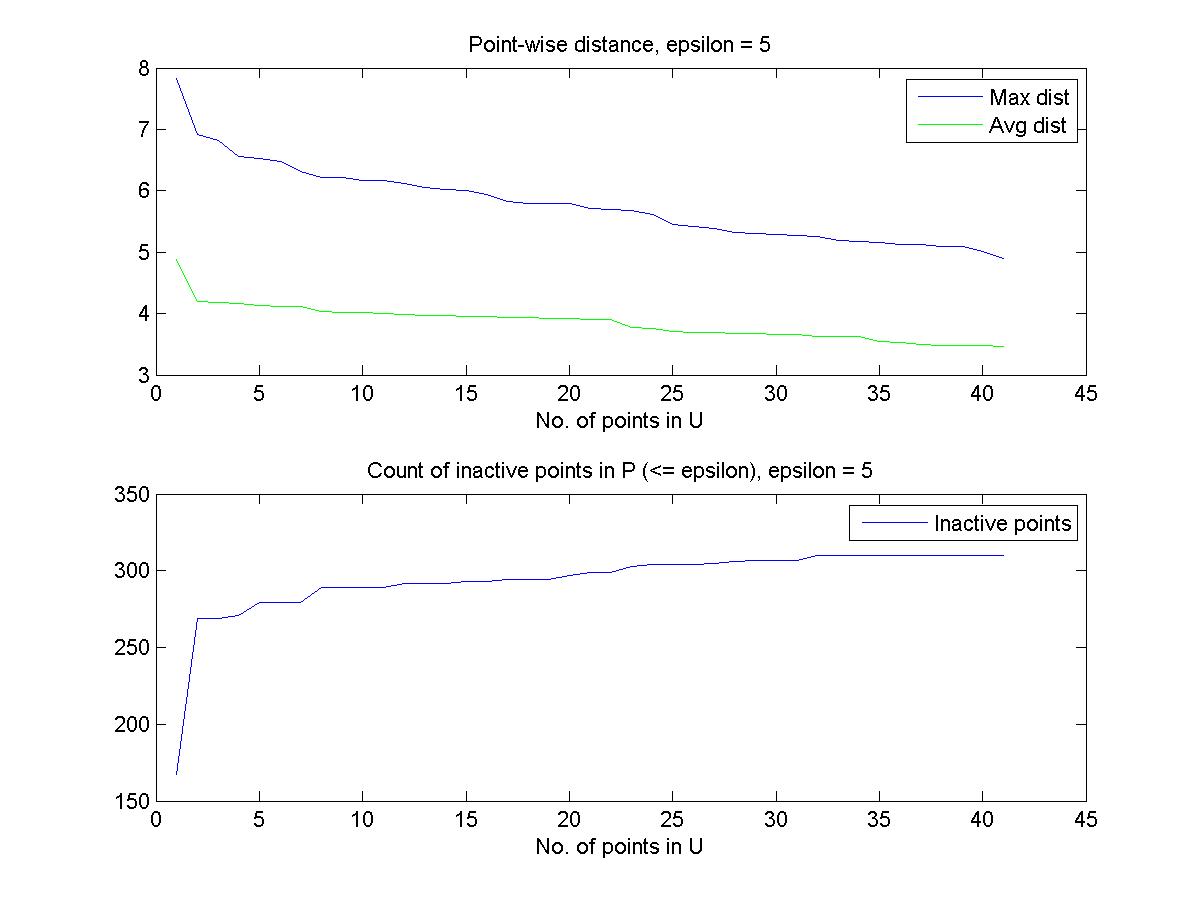 Point-wise distance, epsilon = 5
8
7
6
5
4
3
Max dist
Avg dist
0 5 10 15 20 25 30 35 40 45
No. of points in U
Count of inactive points in P (<= epsilon), epsilon = 5
350
300
250
200
150
Inactive points
0 5 10 15 20 25 30 35 40 45
No. of points in U